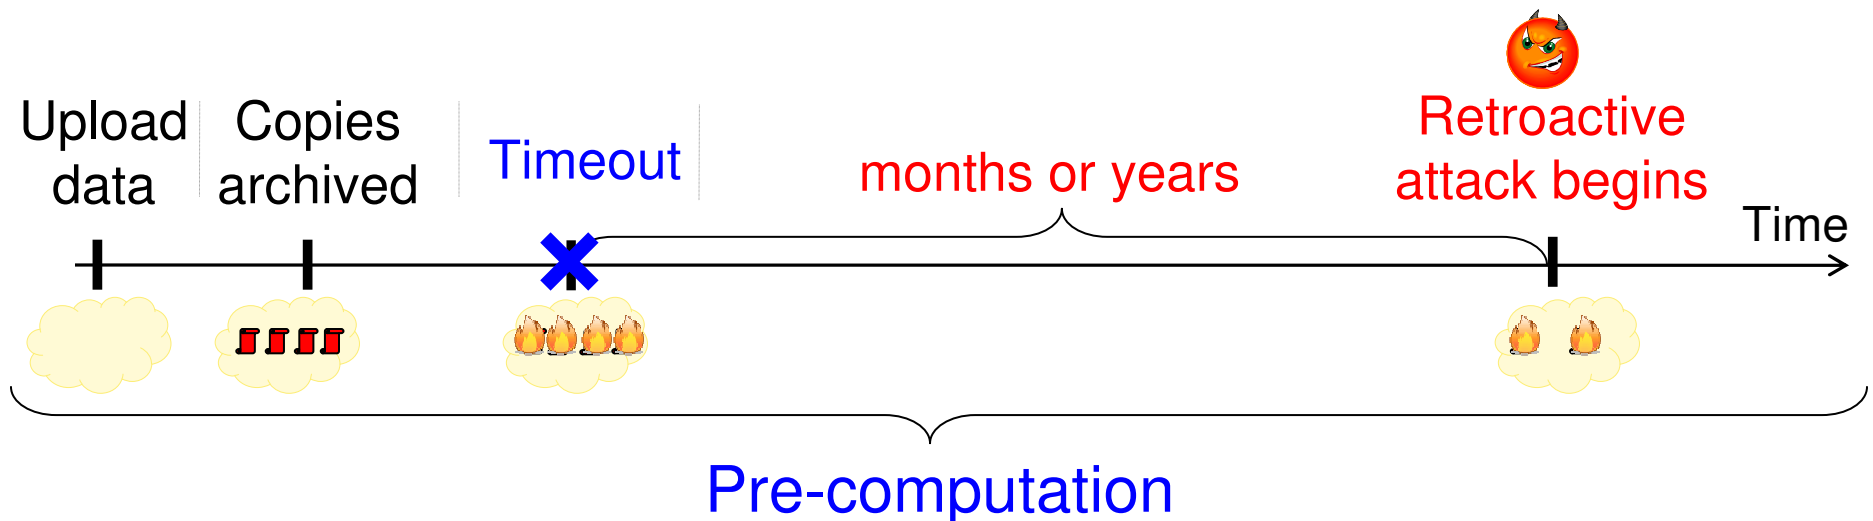 Upload
data
Copies
archived
Timeout
months or years
Retroactive
attack begins
Time
Pre-computation